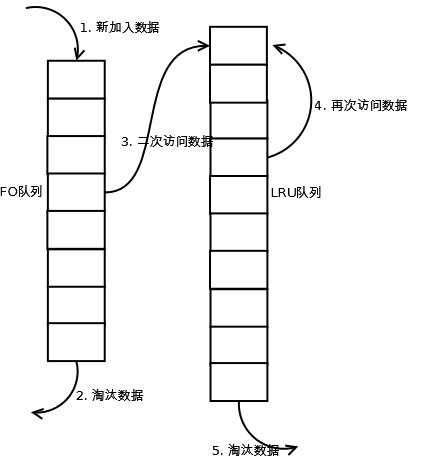 1. 新加入数据
4. 再次访问数据
3. 二次访问数据
FO队列
LRU队列
2. 淘汰数据
5. 淘汰数据